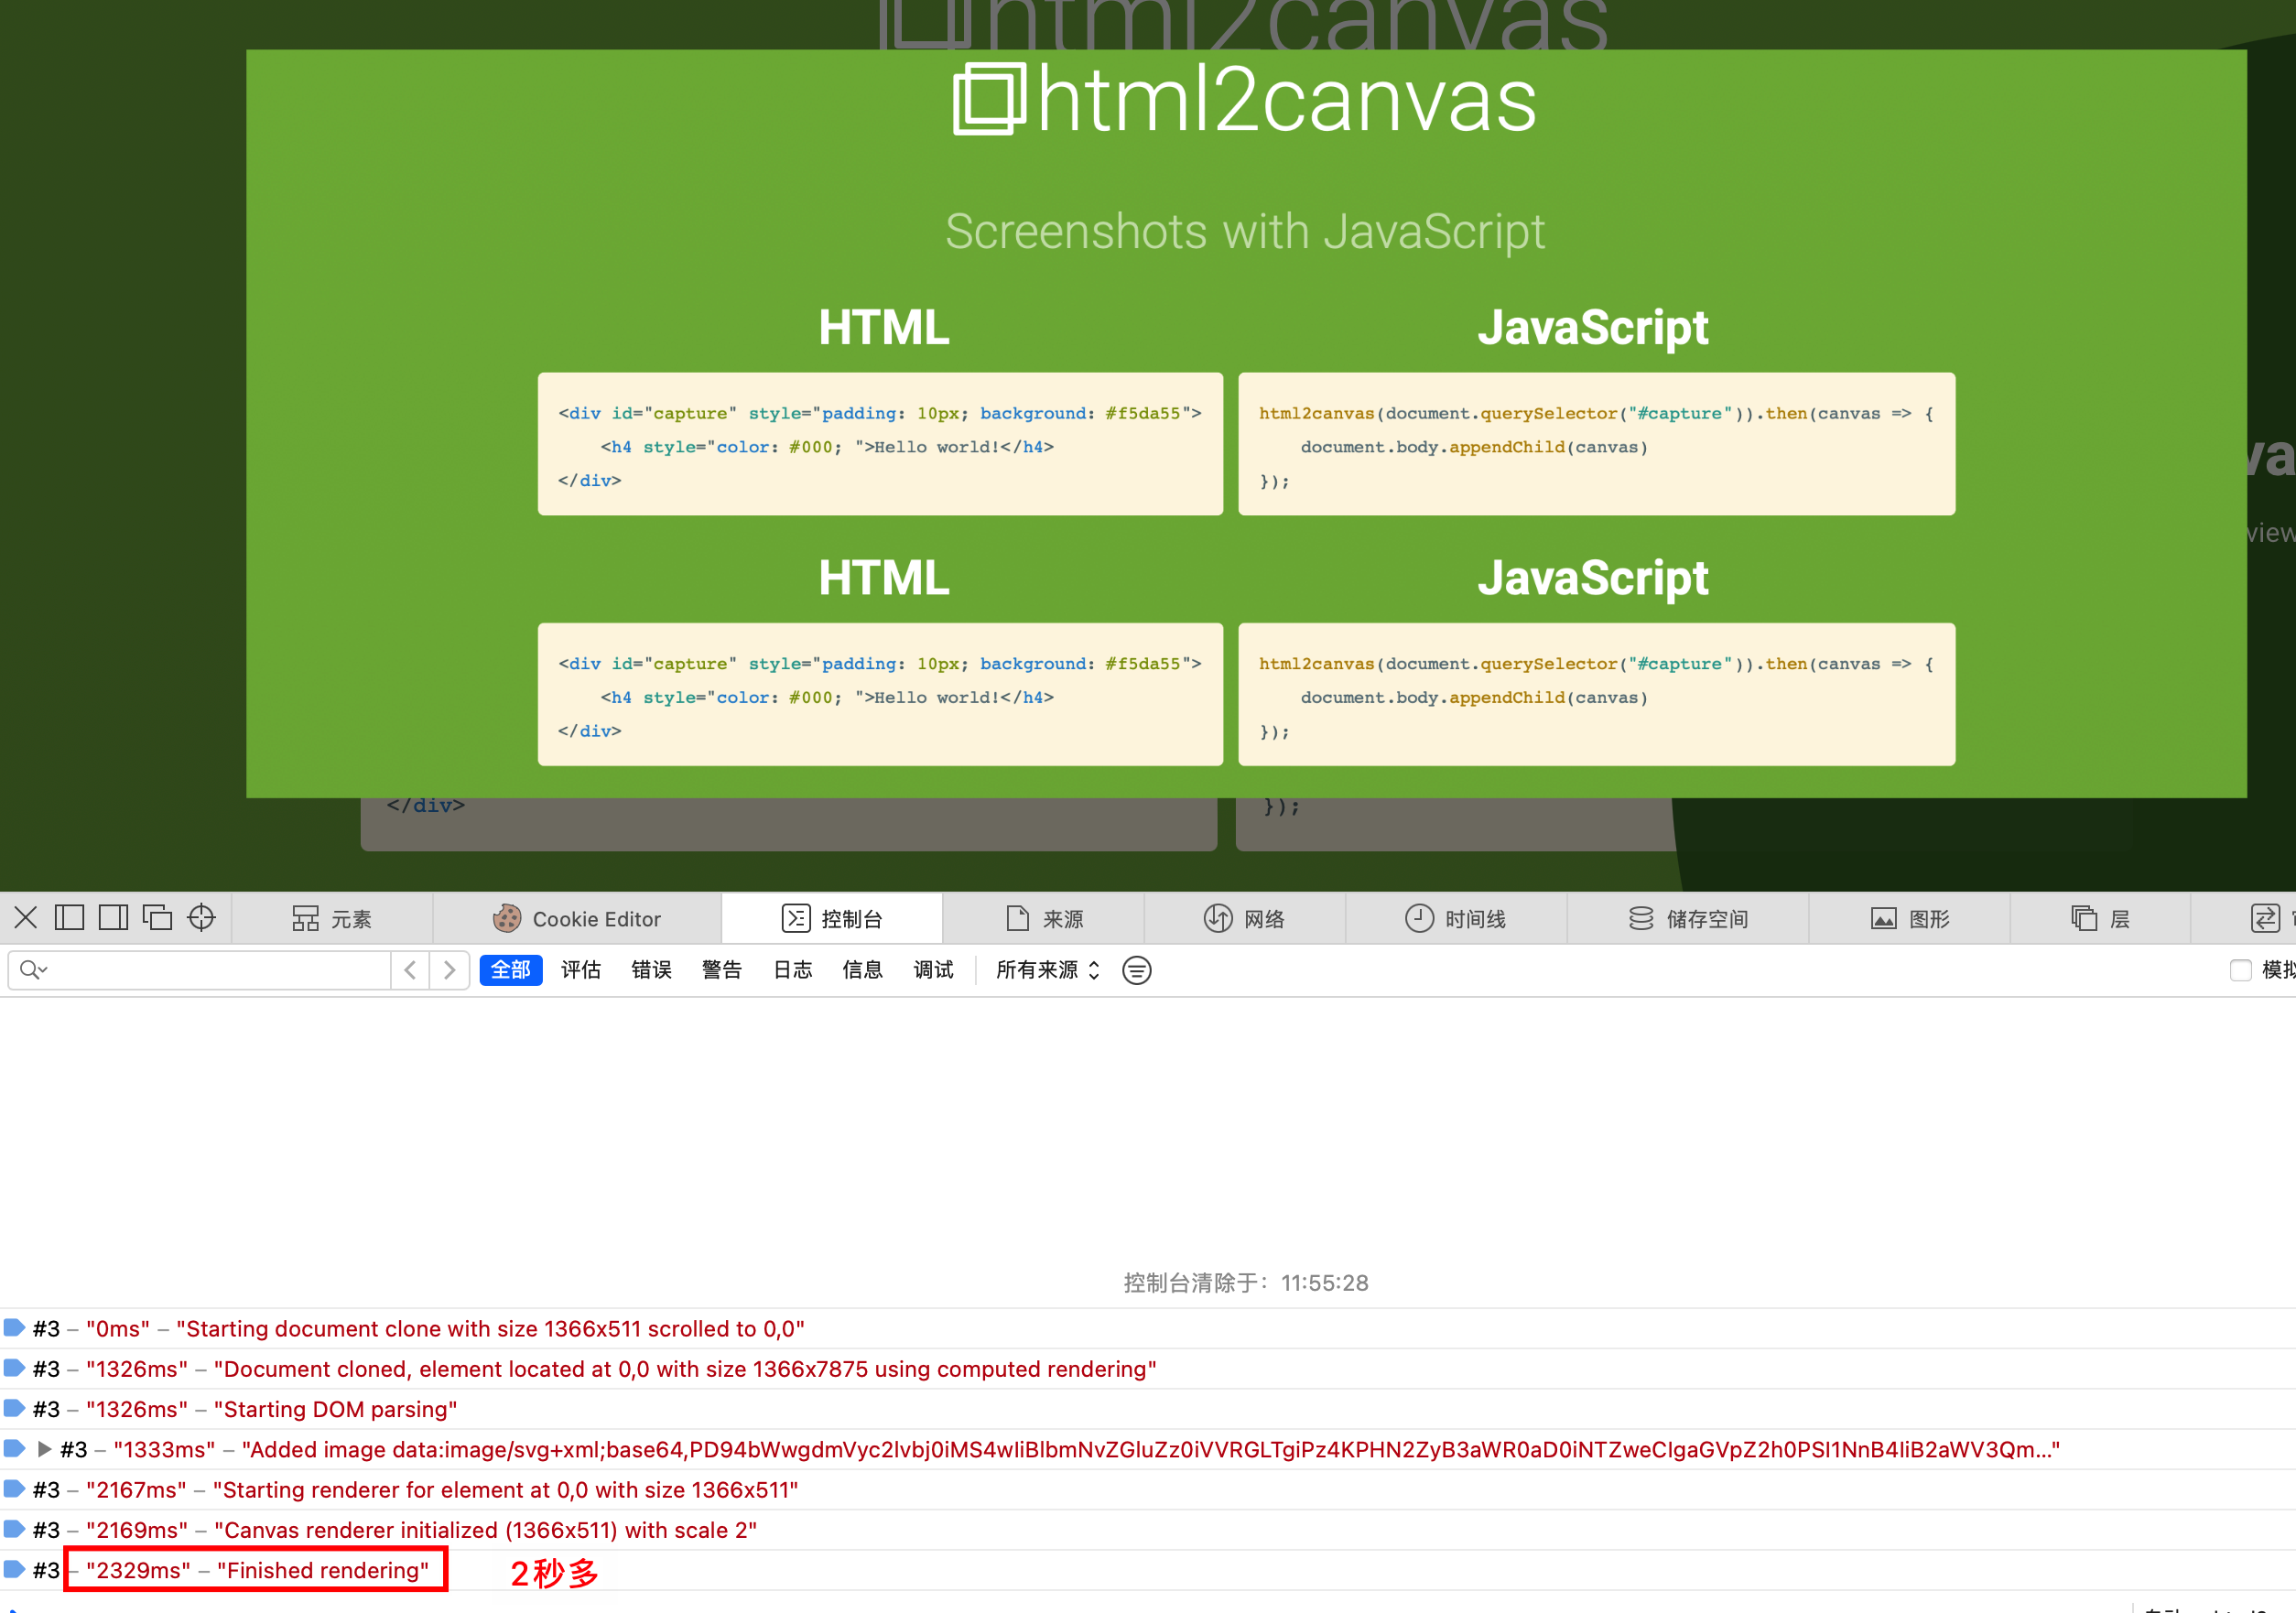 html2canvas
html2canvas
Screenshots with JavaScript
HTML
JavaScript
<div id="capture" style="padding: 10px; background: #f5da55">
<h4 style="color: #000; ">Hello world!</h4>
</div>
html2canvas(document.querySelector("#capture")).then(canvas => {
document.body.appendChild(canvas)
});
va
view
HTML
JavaScript
<div id="capture" style="padding: 10px; background: #f5da55">
<h4 style="color: #000; ">Hello world!</h4>
</div>
html2canvas(document.querySelector("#capture")).then(canvas => {
document.body.appendChild(canvas)
});
</div>
});
元素 Cookie Editor 控制台 来源 网络 时间线 储存空间 图形 层
全部 评估 错误 警告 日志 信息 调试 所有来源 模拟
控制台清除于：11:55:28
#3 – "0ms" – "Starting document clone with size 1366x511 scrolled to 0,0"
#3 – "1326ms" – "Document cloned, element located at 0,0 with size 1366x7875 using computed rendering"
#3 – "1326ms" – "Starting DOM parsing"
#3 – "1333ms" – "Added image data:image/svg+xml;base64,PD94bWwgdmVyc2lvbj0iMS4wIiBlbmNvZGluZz0iVVRGLTgiPz4KPHN2ZyB3aWR0aD0iNTZweCIgaGVpZ2h0PSI1NnB4IiB2aWV3Qm…"
#3 – "2167ms" – "Starting renderer for element at 0,0 with size 1366x511"
#3 – "2169ms" – "Canvas renderer initialized (1366x511) with scale 2"
#3 – "2329ms" – "Finished rendering" 2秒多